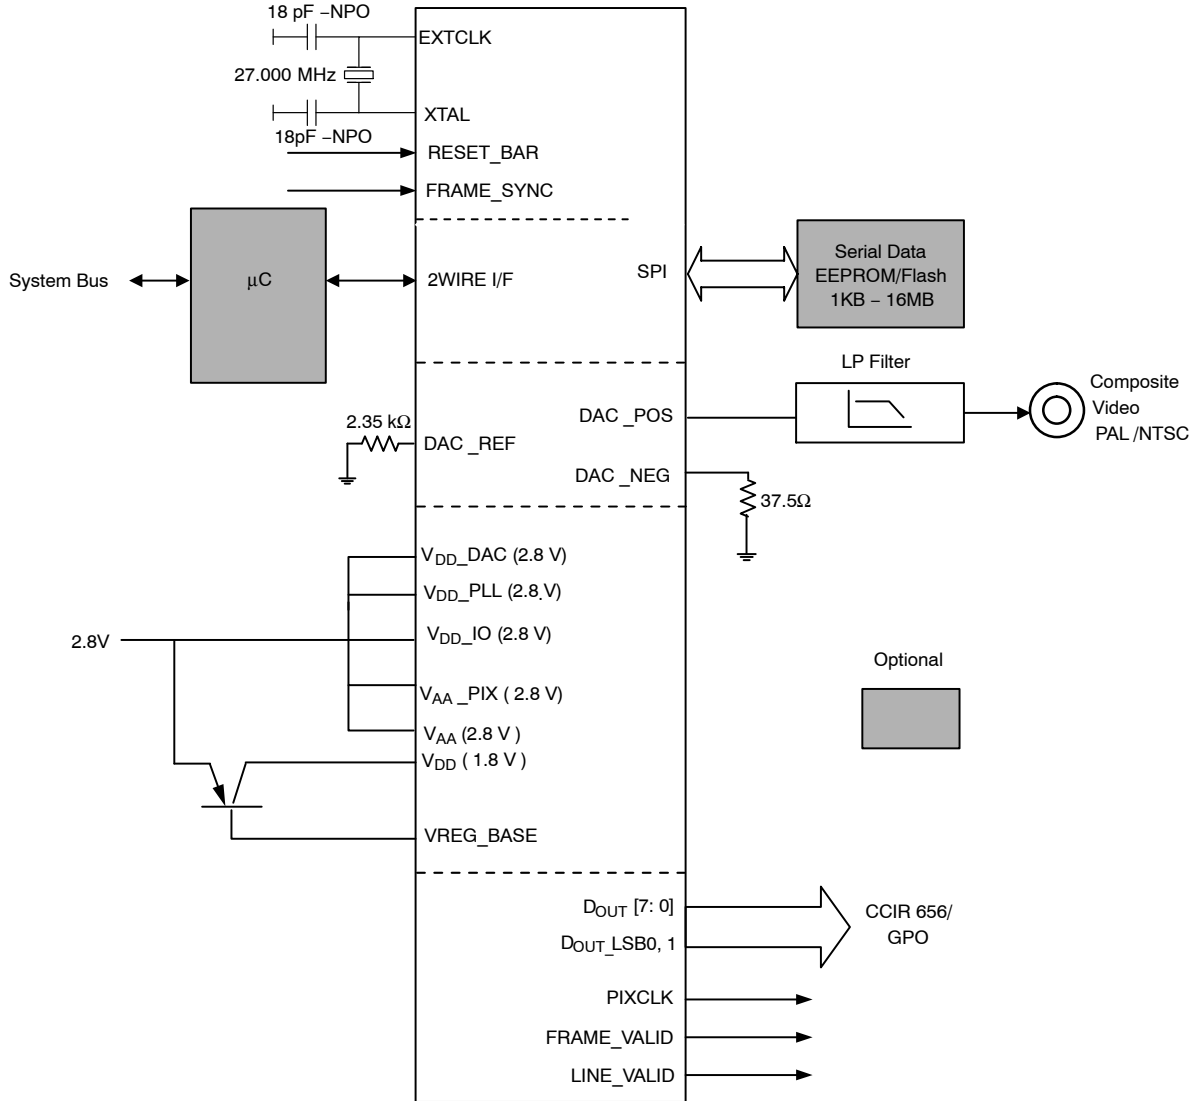 18 pF –NPO
EXTCLK
27.000 MHz
XTAL
18pF –NPO
RESET_BAR
FRAME_SYNC
System Bus
μC
2WIRE I/F
SPI
Serial Data
EEPROM/Flash
1KB – 16MB
LP Filter
Composite
Video
PAL /NTSC
DAC _POS
2.35 kΩ
DAC _REF
DAC _NEG
37.5Ω
VDD_DAC (2.8 V)
VDD_PLL (2.8 V)
2.8V
VDD_IO (2.8 V)
VAA _PIX ( 2.8 V)
VAA (2.8 V )
VDD ( 1.8 V )
VREG_BASE
Optional
DOUT [7: 0]
DOUT_LSB0, 1
CCIR 656/
GPO
PIXCLK
FRAME_VALID
LINE_VALID